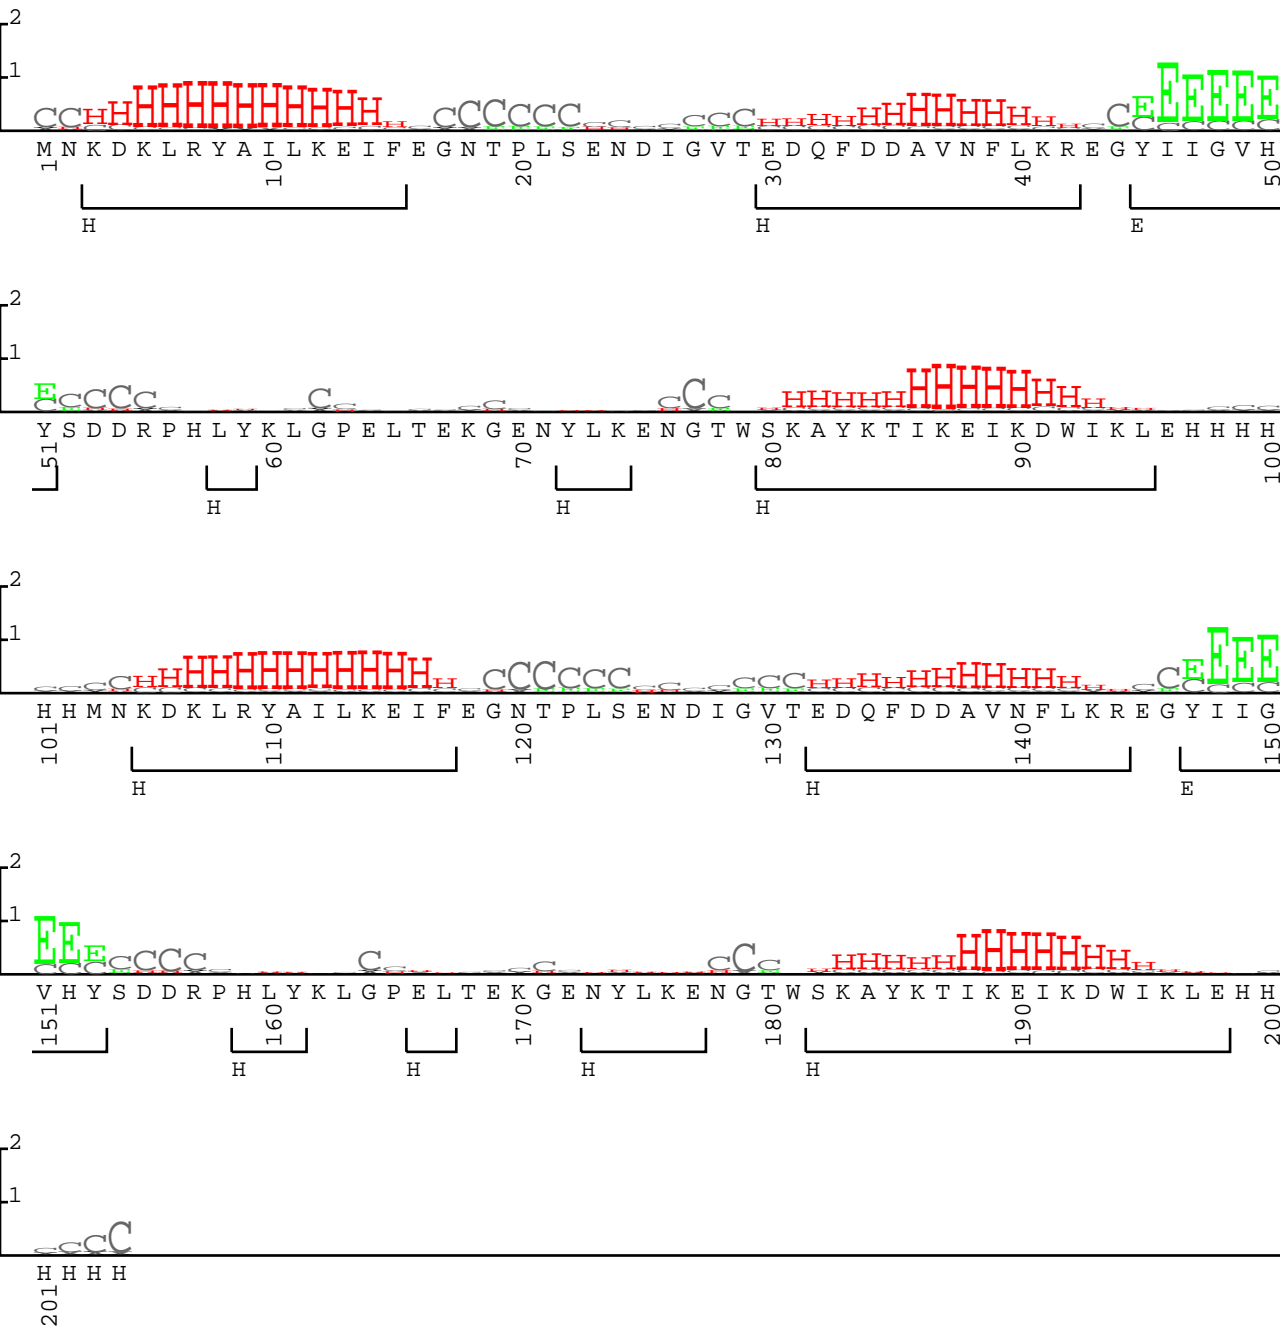 2
1
C C H H H H H H H H H H H H H C C C C C C C C C C C H H H H H H H H H H H H H C E E E E E E
M N K D K L R Y A I L K E I F E G N T P L S E N D I G V T E D Q F D D A V N F L K R E G Y I I G V H
1 10 20 30 40 50
H H E
2
1
E C C C C C C C C C H H H H H H H H H H H H H
Y S D D R P H L Y K L G P E L T E K G E N Y L K E N G T W S K A Y K T I K E I K D W I K L E H H H H
51 60 70 80 90 100
H H H
2
1
C H H H H H H H H H H H H H C C C C C C C C C H H H H H H H H H H H C E E E E
H H M N K D K L R Y A I L K E I F E G N T P L S E N D I G V T E D Q F D D A V N F L K R E G Y I I G
101 110 120 130 140 150
H H E
2
1
E E E C C C C C C C C C H H H H H H H H H H H H H
V H Y S D D R P H L Y K L G P E L T E K G E N Y L K E N G T W S K A Y K T I K E I K D W I K L E H H
151 160 170 180 190 200
H H H H
2
1
C C C C
H H H H
201